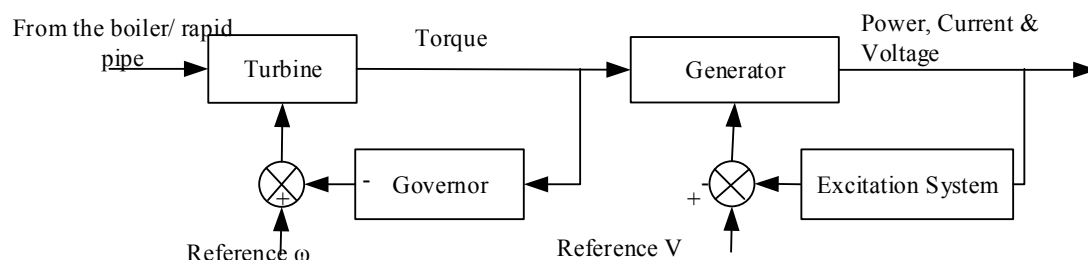 From the boiler/ rapid
pipe
Turbine
Torque
Generator
Power, Current &
Voltage
-
Governor
+
Reference ω
-
+
Excitation System
Reference V